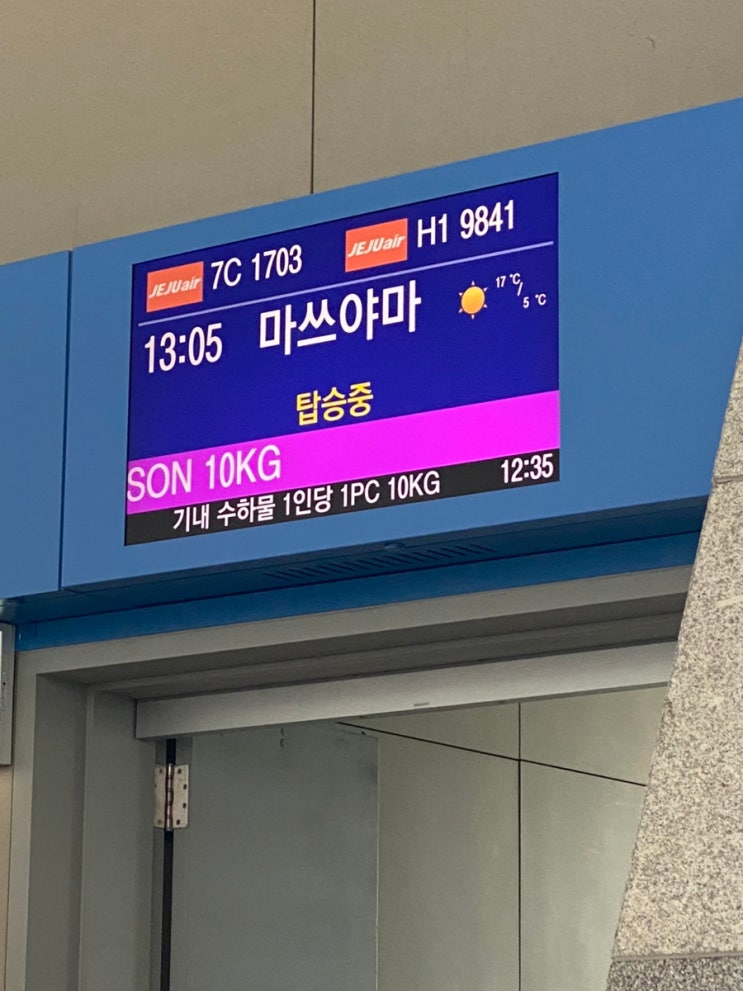 JEJUair 7C 1703 JEJUair H1 9841
13:05 마쓰야마 17 ℃/5 ℃
탑승중
SON 10KG
기내 수하물 1인당 1PC 10KG 12:35